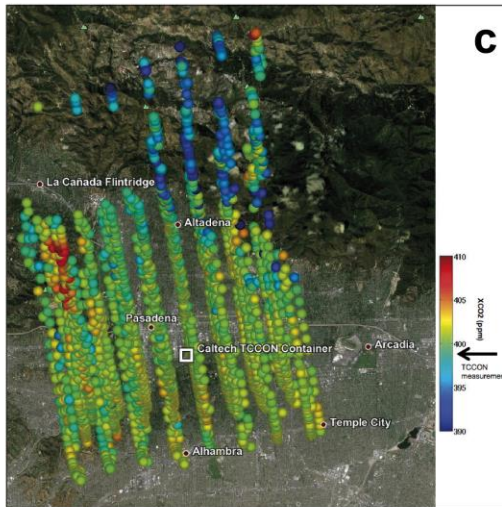 C
La Cañada Flintridge
Altadena
Pasadena
Caltech TCCON Container
Arcadia
Temple City
Alhambra
410
405
400
395
390
XCO2 (ppm)
TCCON
measurement